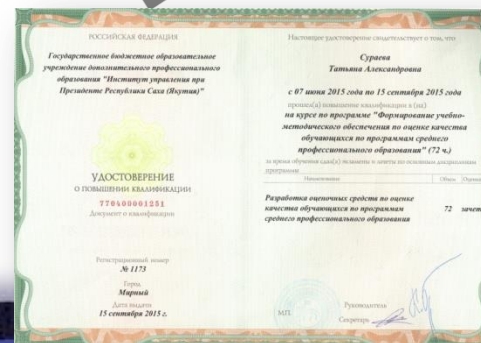 РОССИЙСКАЯ ФЕДЕРАЦИЯ
Государственное бюджетное образовательное
учреждение дополнительного профессионального
образования "Институт управления при
Президенте Республики Саха (Якутия)"
УДОСТОВЕРЕНИЕ
О ПОВЫШЕНИИ КВАЛИФИКАЦИИ
770400001251
Документ о квалификации
Регистрационный номер
№ 1173
Город
Мирный
Дата выдачи
15 сентября 2015 г.
Настоящее удостоверение свидетельствует о том, что
Сураева
Татьяна Александровна
с 07 июня 2015 года по 15 сентября 2015 года
прошел(а) повышение квалификации в (на)
на курсе по программе "Формирование учебно-
методического обеспечения по оценке качества
обучающихся по программам среднего
профессионального образования" (72 ч.)
за время обучения сдал(а) экзамены и зачеты по основным дисциплинам
программы
Наименование Объем Оценка
Разработка оценочных средств по оценке
качества обучающихся по программам 72 зачет
среднего профессионального образования
М.П.
Руководитель
Секретарь